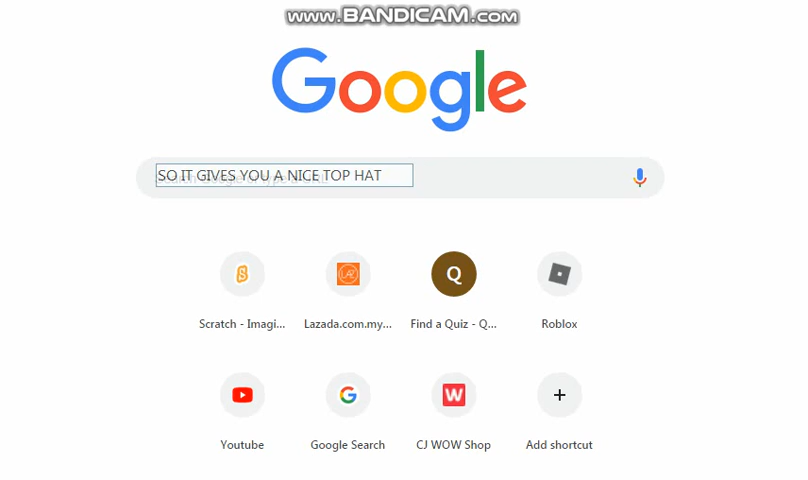 www.BANDICAM.com
Google
SO IT GIVES YOU A NICE TOP HAT
Scratch - Imagi...
Lazada.com.my...
Q
Find a Quiz - Q...
Roblox
Youtube
Google Search
W
CJ WOW Shop
Add shortcut